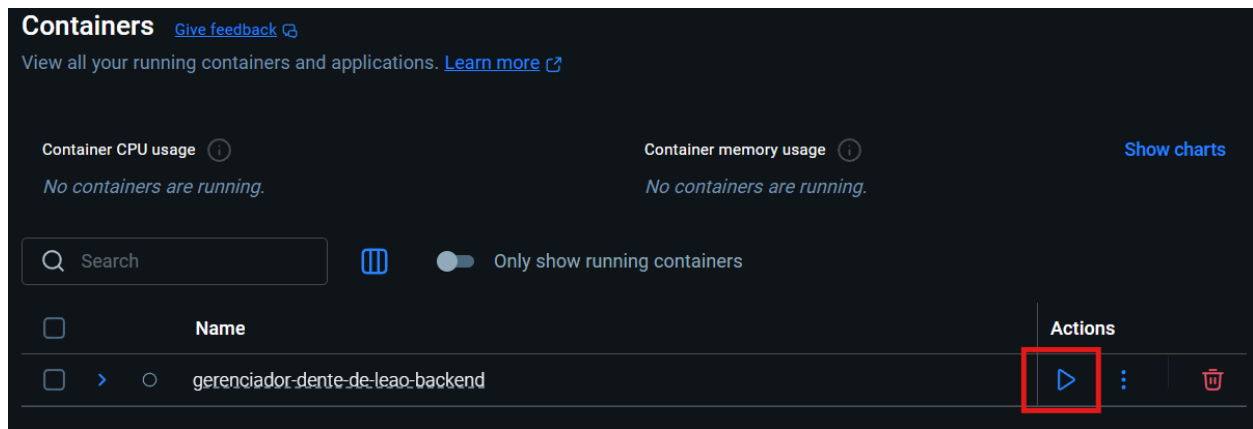 Containers Give feedback
View all your running containers and applications. Learn more
Container CPU usage Container memory usage Show charts
No containers are running. No containers are running.
Search Only show running containers
Name Actions
gerenciador-dente-de-leao-backend